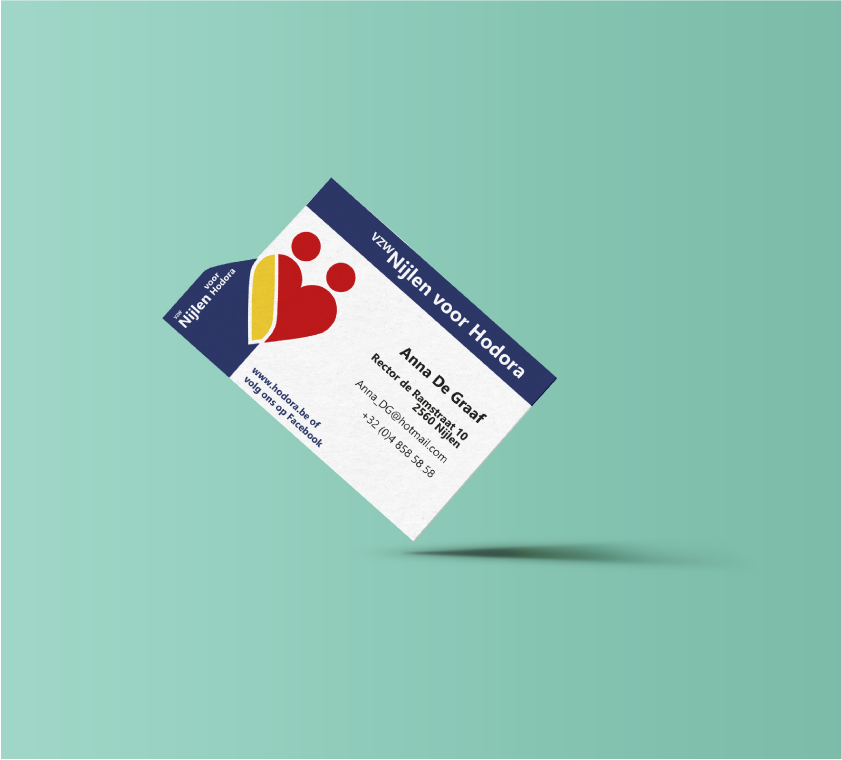 vzw Nijlen voor Hodora
Anna De Graaf
Rector de Ramstraat 10
2560 Nijlen
Anna_DG@hotmail.com
+32 (0)4 858 58 58
vzw
voor
Nijlen Hodora
www.hodora.be of
volg ons op Facebook